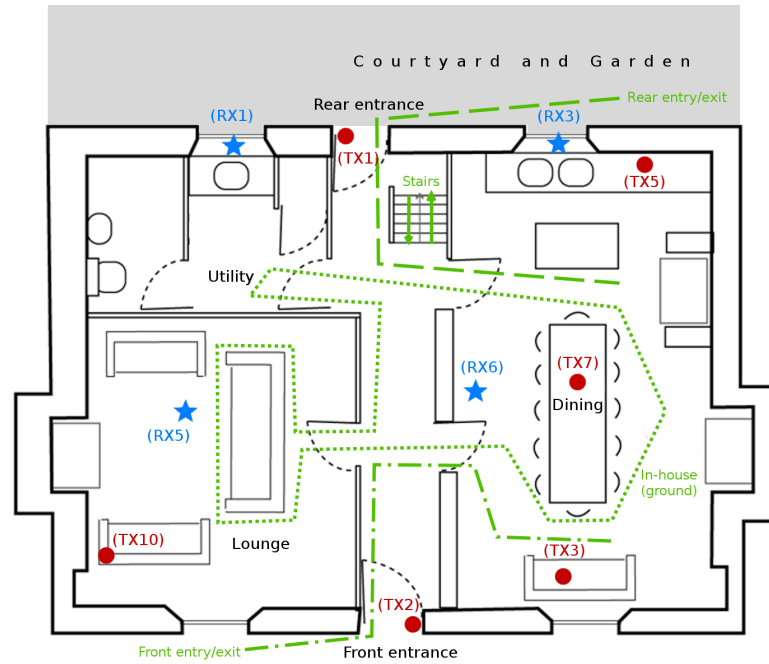 Courtyard and Garden
Rear entrance
Rear entry/exit
(RX1)
(RX3)
(TX1)
(TX5)
Stairs
Utility
(RX6)
(TX7)
Dining
(RX5)
In-house
(ground)
(TX10)
Lounge
(TX3)
(TX2)
Front entry/exit
Front entrance